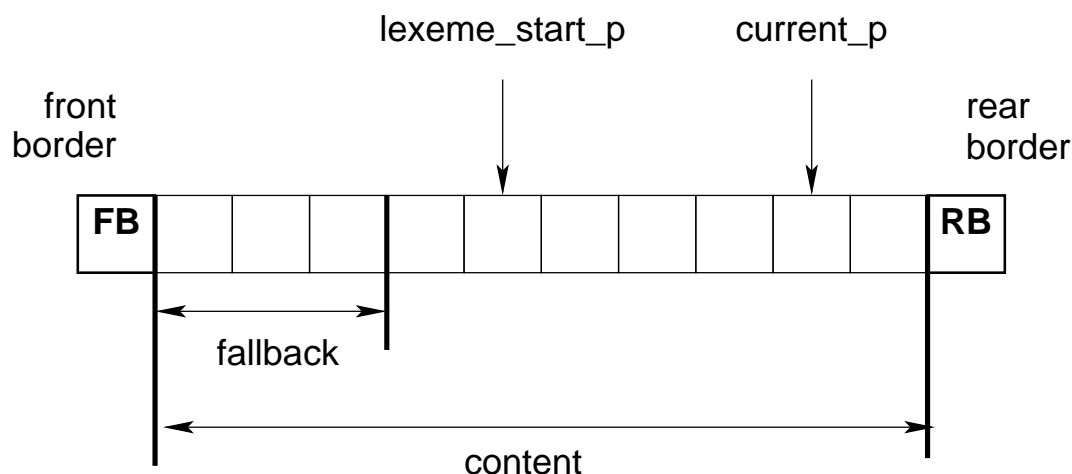 lexeme_start_p
current_p
front
border
rear
border
FB
RB
fallback
content